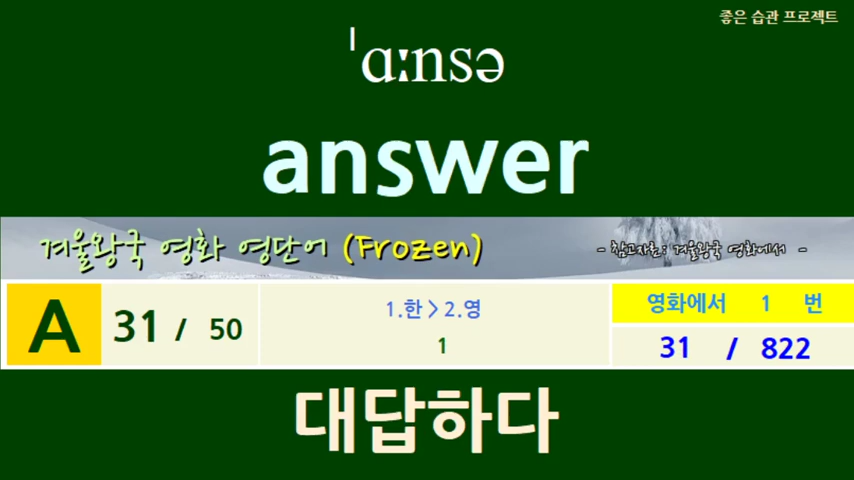 좋은 습관 프로젝트
ˈɑːnsə
answer
겨울왕국 영화 영단어 (Frozen)
- 참고자료: 겨울왕국 영화에서 -
A
31 / 50
1.한 > 2.영
1
영화에서 1 번
31 / 822
대답하다